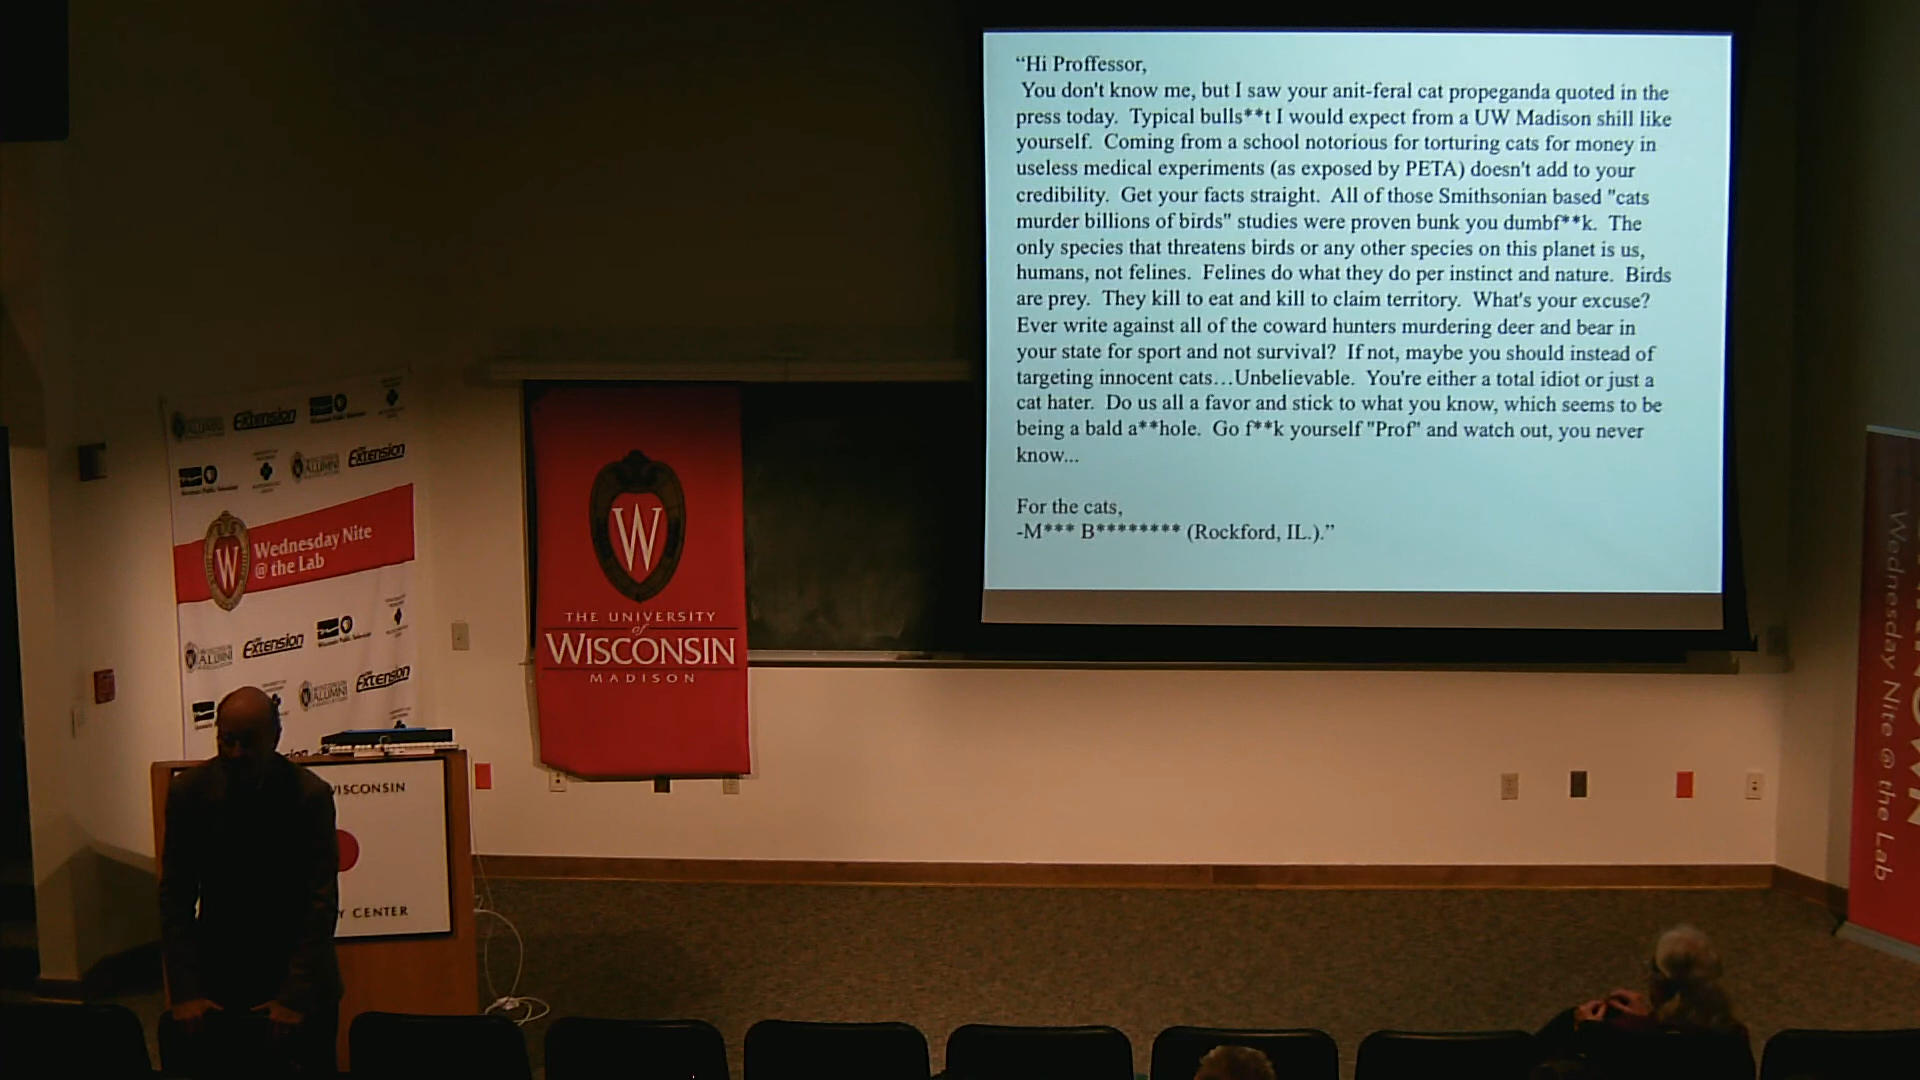 “Hi Proffessor,
You don't know me, but I saw your anit-feral cat propeganda quoted in the
press today. Typical bulls**t I would expect from a UW Madison shill like
yourself. Coming from a school notorious for torturing cats for money in
useless medical experiments (as exposed by PETA) doesn't add to your
credibility. Get your facts straight. All of those Smithsonian based "cats
murder billions of birds" studies were proven bunk you dumbf**k. The
only species that threatens birds or any other species on this planet is us,
humans, not felines. Felines do what they do per instinct and nature. Birds
are prey. They kill to eat and kill to claim territory. What's your excuse?
Ever write against all of the coward hunters murdering deer and bear in
your state for sport and not survival? If not, maybe you should instead of
targeting innocent cats…Unbelievable. You're either a total idiot or just a
cat hater. Do us all a favor and stick to what you know, which seems to be
being a bald a**hole. Go f**k yourself "Prof" and watch out, you never
know...
For the cats,
-M*** B******** (Rockford, IL.).”
ALUMNI
Extension
ALUMNI
Extension
W
Wednesday Nite
@ the Lab
ALUMNI
Extension
ALUMNI
Extension
W
THE UNIVERSITY
of
WISCONSIN
MADISON
WISCONSIN
Y CENTER
Wednesday Nite @ the Lab